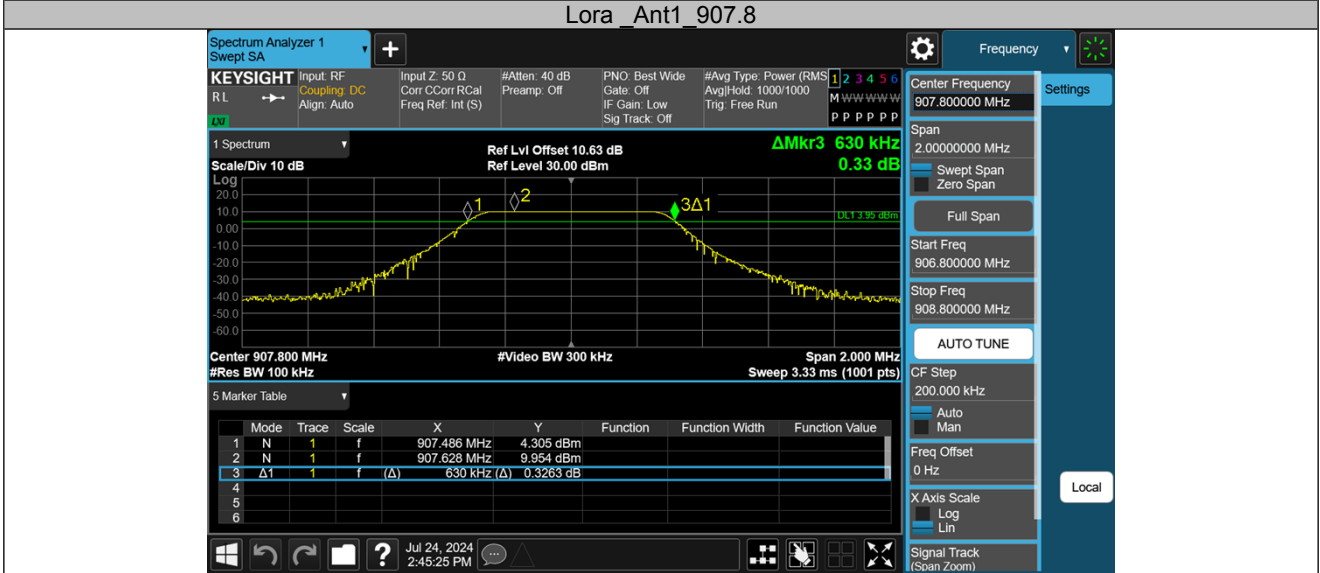 Lora _Ant1_907.8
Spectrum Analyzer 1
Swept SA
Frequency
KEYSIGHT
RL
LXI
Input: RF
Coupling: DC
Align: Auto
Input Z: 50 Ω
Corr CCorr RCal
Freq Ref: Int (S)
#Atten: 40 dB
Preamp: Off
PNO: Best Wide
Gate: Off
IF Gain: Low
Sig Track: Off
#Avg Type: Power (RMS
Avg|Hold: 1000/1000
Trig: Free Run
1 2 3 4 5 6
M W W W W W
P P P P P P
1 Spectrum
Scale/Div 10 dB
Ref Lvl Offset 10.63 dB
Ref Level 30.00 dBm
ΔMkr3 630 kHz
0.33 dB
Log
20.0
10.0
0.00
-10.0
-20.0
-30.0
-40.0
-50.0
-60.0
1
2
3Δ1
DL1 3.95 dBm
Center 907.800 MHz
#Res BW 100 kHz
#Video BW 300 kHz
Span 2.000 MHz
Sweep 3.33 ms (1001 pts)
5 Marker Table
Mode Trace Scale X Y Function Function Width Function Value
1 N 1 f 907.486 MHz 4.305 dBm
2 N 1 f 907.628 MHz 9.954 dBm
3 Δ1 1 f (Δ) 630 kHz (Δ) 0.3263 dB
4
5
6
Jul 24, 2024
2:45:25 PM
Center Frequency
907.800000 MHz
Span
2.00000000 MHz
Swept Span
Zero Span
Full Span
Start Freq
906.800000 MHz
Stop Freq
908.800000 MHz
AUTO TUNE
CF Step
200.000 kHz
Auto
Man
Freq Offset
0 Hz
X Axis Scale
Log
Lin
Signal Track
(Span Zoom)
Settings
Local